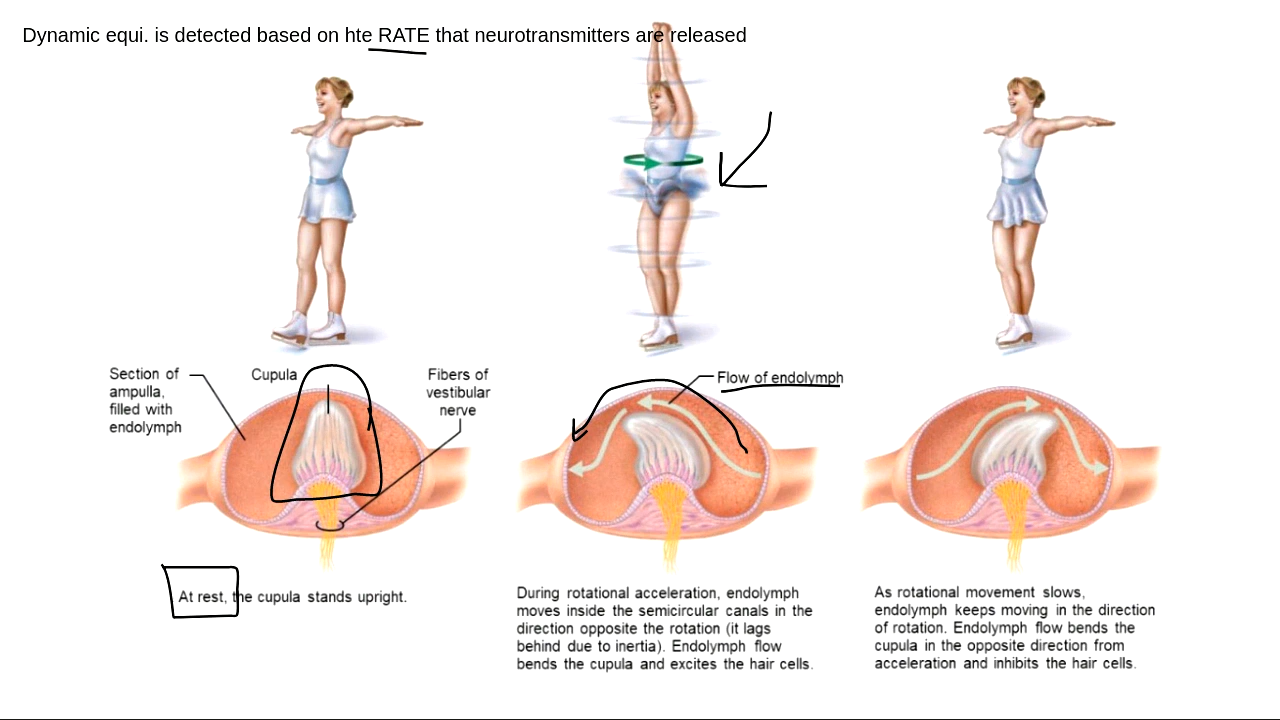 Dynamic equi. is detected based on hte RATE that neurotransmitters are released
Section of
ampulla,
filled with
endolymph
Cupula
Fibers of
vestibular
nerve
Flow of endolymph
At rest, the cupula stands upright.
During rotational acceleration, endolymph
moves inside the semicircular canals in the
direction opposite the rotation (it lags
behind due to inertia). Endolymph flow
bends the cupula and excites the hair cells.
As rotational movement slows,
endolymph keeps moving in the direction
of rotation. Endolymph flow bends the
cupula in the opposite direction from
acceleration and inhibits the hair cells.